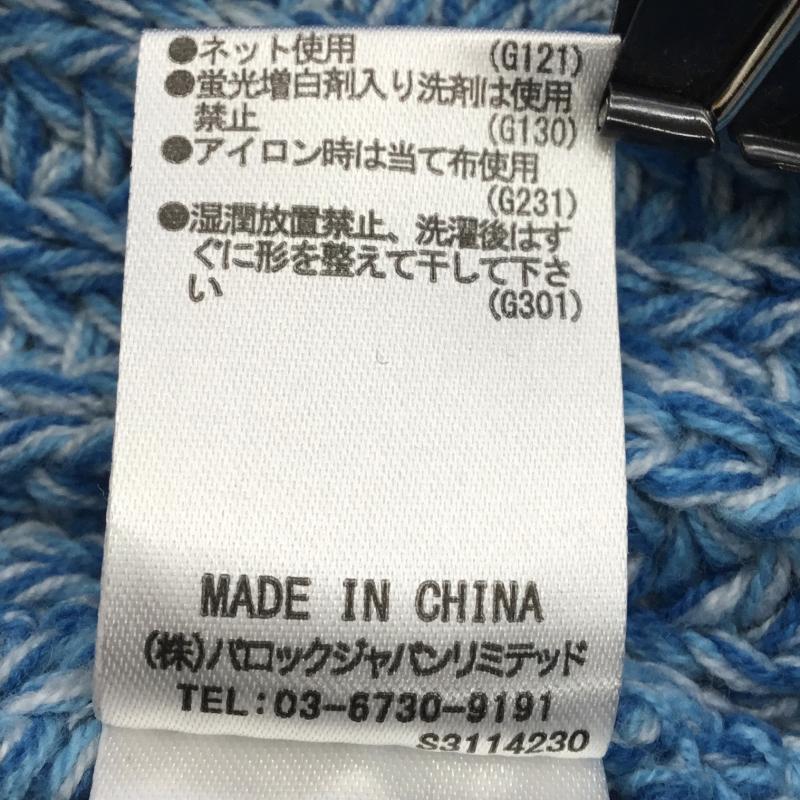 ●ネット使用 (G121)
●蛍光増白剤入り洗剤は使用
禁止 (G130)
●アイロン時は当て布使用
(G231)
●湿潤放置禁止、洗濯後はす
ぐに形を整えて干して下さ
い (G301)
MADE IN CHINA
(株)バロックジャパンリミテッド
TEL:03-6730-9191
S3114230